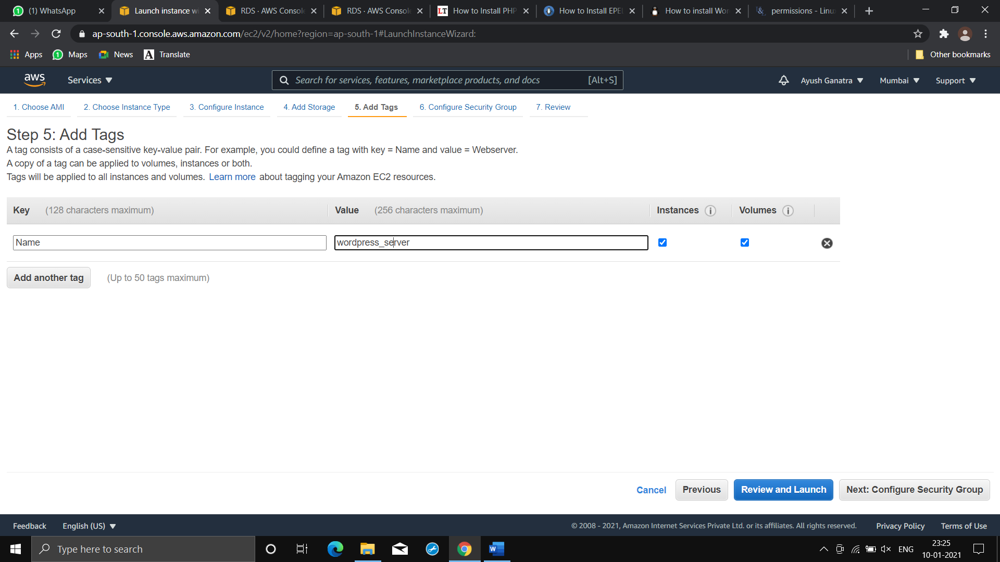 (1) WhatsApp
Launch instance wi
RDS · AWS Console
RDS · AWS Console
LT How to Install PHP
How to Install EPEL
How to install Wor
permissions - Linu
ap-south-1.console.aws.amazon.com/ec2/v2/home?region=ap-south-1#LaunchInstanceWizard:
Apps
Maps
News
A Translate
Other bookmarks
aws
Services
Search for services, features, marketplace products, and docs
[Alt+S]
Ayush Ganatra
Mumbai
Support
1. Choose AMI
2. Choose Instance Type
3. Configure Instance
4. Add Storage
5. Add Tags
6. Configure Security Group
7. Review
Step 5: Add Tags
A tag consists of a case-sensitive key-value pair. For example, you could define a tag with key = Name and value = Webserver.
A copy of a tag can be applied to volumes, instances or both.
Tags will be applied to all instances and volumes. Learn more about tagging your Amazon EC2 resources.
Key (128 characters maximum)
Value (256 characters maximum)
Instances
Volumes
Name
wordpress_server
Add another tag
(Up to 50 tags maximum)
Cancel
Previous
Review and Launch
Next: Configure Security Group
Feedback
English (US)
© 2008 - 2021, Amazon Internet Services Private Ltd. or its affiliates. All rights reserved.
Privacy Policy
Terms of Use
Type here to search
ENG
23:25
10-01-2021